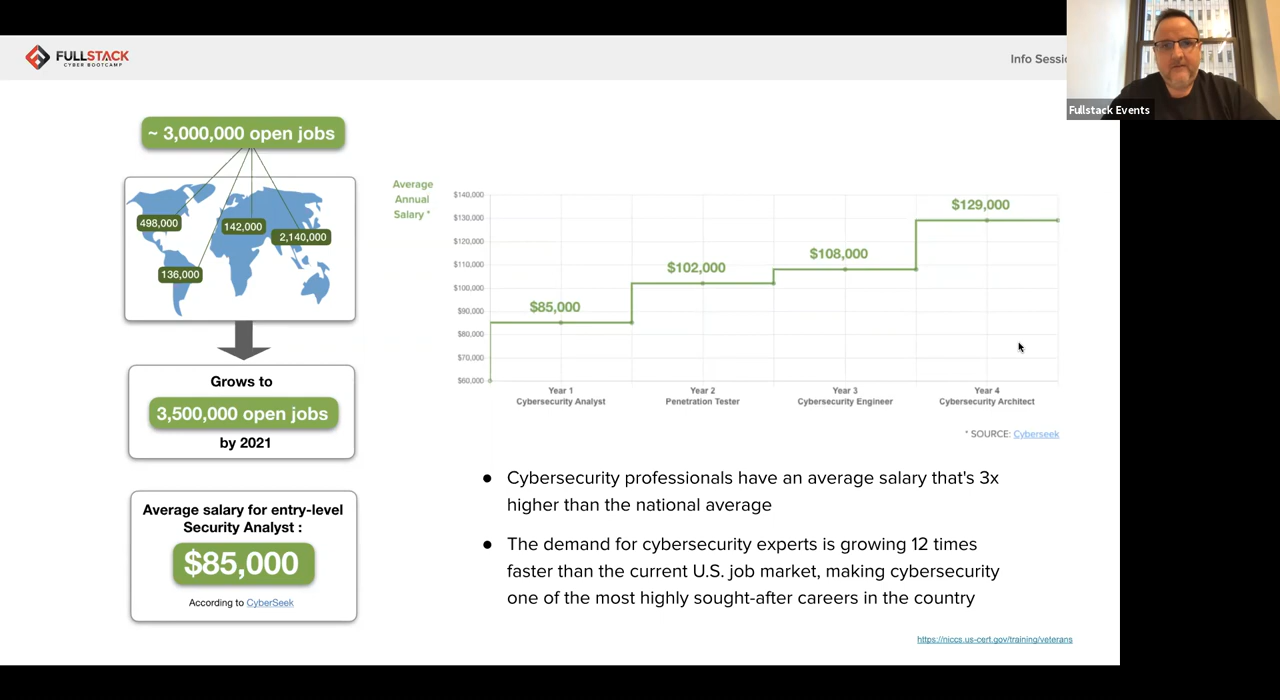 FULLSTACK
CYBER BOOTCAMP
Info Sessio
Fullstack Events
~ 3,000,000 open jobs
498,000
142,000
2,140,000
136,000
Grows to
3,500,000 open jobs
by 2021
Average salary for entry-level
Security Analyst :
$85,000
According to CyberSeek
Average
Annual
Salary *
$140,000
$130,000
$120,000
$110,000
$100,000
$90,000
$80,000
$70,000
$60,000
$85,000
$102,000
$108,000
$129,000
Year 1
Cybersecurity Analyst
Year 2
Penetration Tester
Year 3
Cybersecurity Engineer
Year 4
Cybersecurity Architect
* SOURCE: Cyberseek
● Cybersecurity professionals have an average salary that's 3x
higher than the national average
● The demand for cybersecurity experts is growing 12 times
faster than the current U.S. job market, making cybersecurity
one of the most highly sought-after careers in the country
https://niccs.us-cert.gov/training/veterans